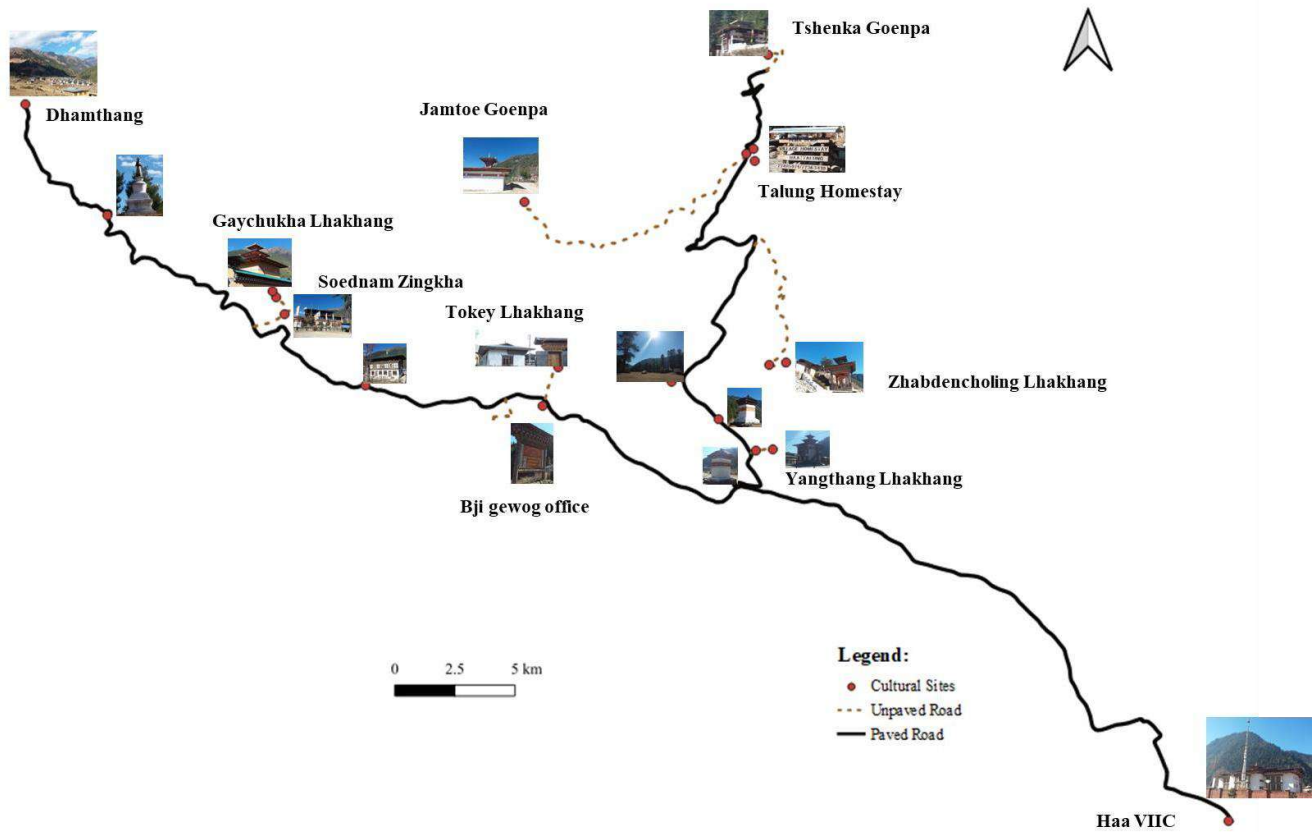 Tshenka Goenpa
Dhamthang
Jamtoe Goenpa
Talung Homestay
Gaychukha Lhakhang
Soednam Zingkha
Tokey Lhakhang
Zhabdencholing Lhakhang
Yangthang Lhakhang
Bji gewog office
0 2.5 5 km
Legend:
Cultural Sites
Unpaved Road
Paved Road
Haa VIIC